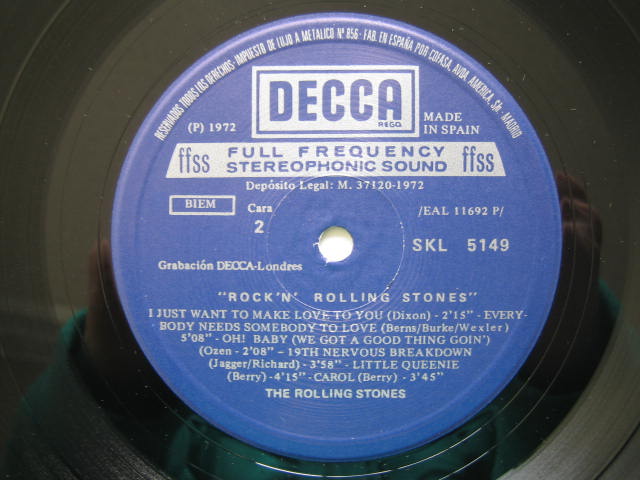 RESERVADOS TODOS LOS DERECHOS · IMPUESTO DE LUJO A METALICO Nº 856 · FAB. EN ESPAÑA POR COFASA, AVDA. AMERICA, S/N · MADRID
DECCA
REGD.
(P) 1972
MADE
IN SPAIN
ffss FULL FREQUENCY ffss
STEREOPHONIC SOUND
Depósito Legal: M. 37120-1972
BIEM
Cara
2
/EAL 11692 P/
SKL 5149
Grabación DECCA-Londres
"ROCK'N' ROLLING STONES"
I JUST WANT TO MAKE LOVE TO YOU (Dixon) - 2'15" - EVERY-
BODY NEEDS SOMEBODY TO LOVE (Berns/Burke/Wexler)
5'08" - OH! BABY (WE GOT A GOOD THING GOIN')
(Ozen - 2'08" - 19TH NERVOUS BREAKDOWN
(Jagger/Richard) - 3'58" - LITTLE QUEENIE
(Berry) - 4'15" - CAROL (Berry) - 3'45"
THE ROLLING STONES